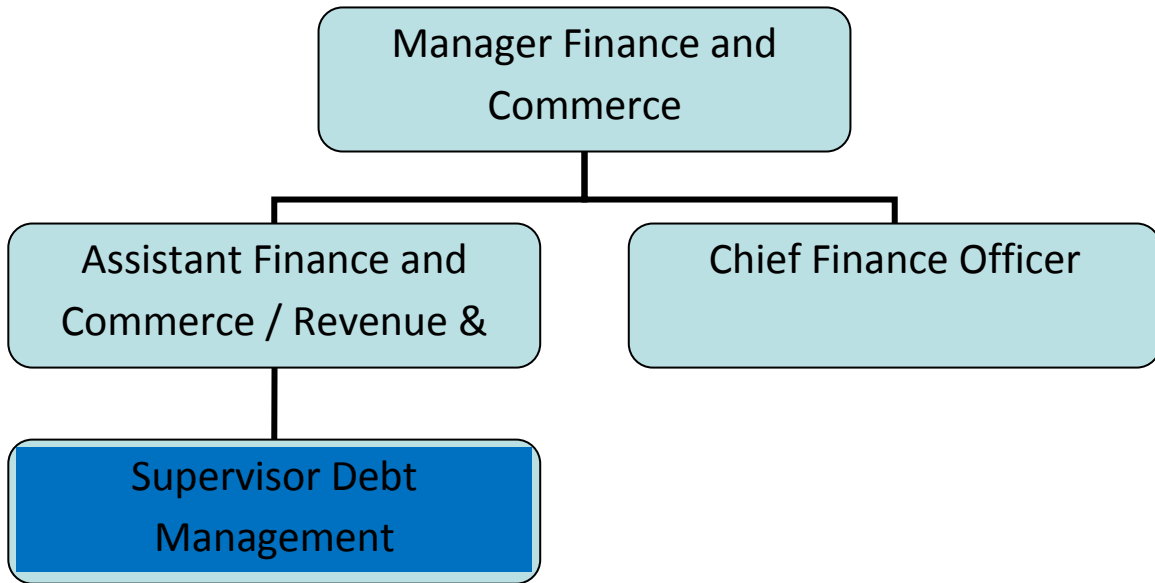 Manager Finance and
Commerce
Assistant Finance and
Commerce / Revenue &
Chief Finance Officer
Supervisor Debt
Management